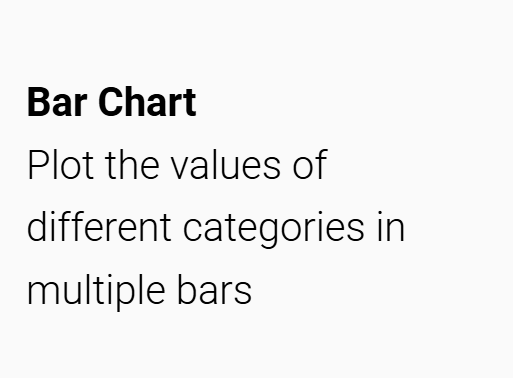 Bar Chart
Plot the values of
different categories in
multiple bars